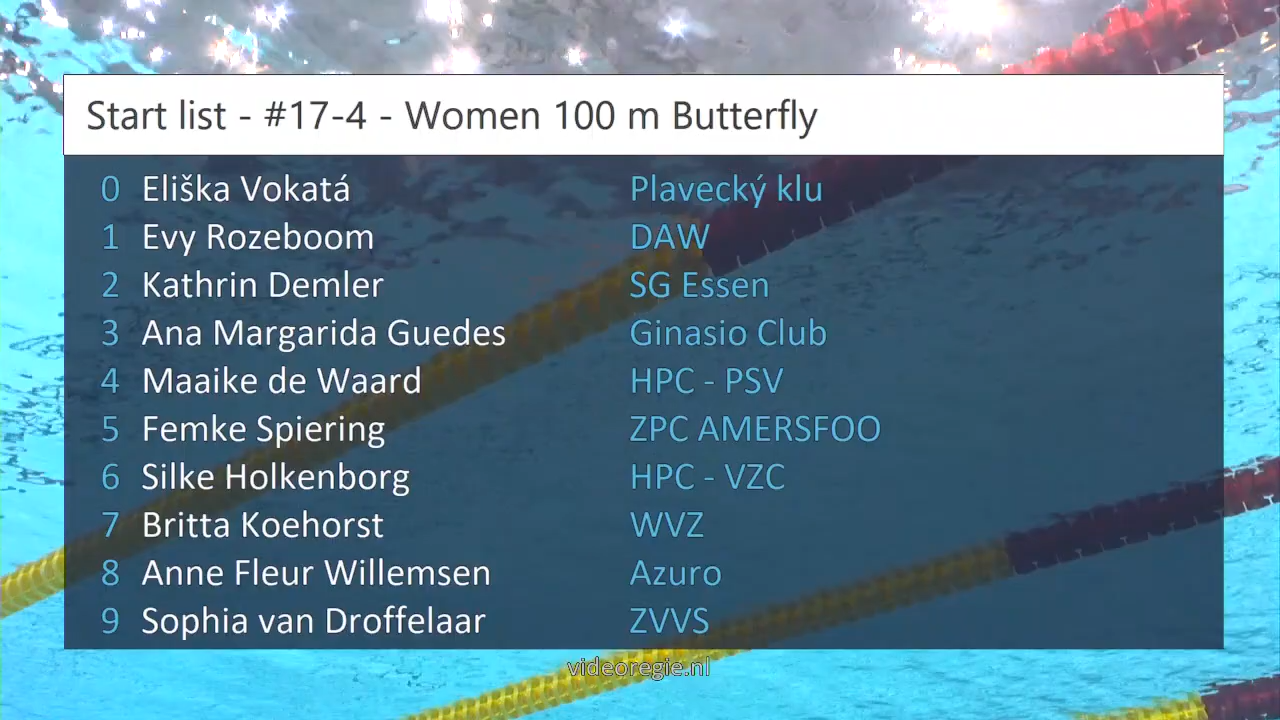 Start list - #17-4 - Women 100 m Butterfly
0 Eliška Vokatá Plavecký klu
1 Evy Rozeboom DAW
2 Kathrin Demler SG Essen
3 Ana Margarida Guedes Ginasio Club
4 Maaike de Waard HPC - PSV
5 Femke Spiering ZPC AMERSFOO
6 Silke Holkenborg HPC - VZC
7 Britta Koehorst WVZ
8 Anne Fleur Willemsen Azuro
9 Sophia van Droffelaar ZVVS
videoregie.nl